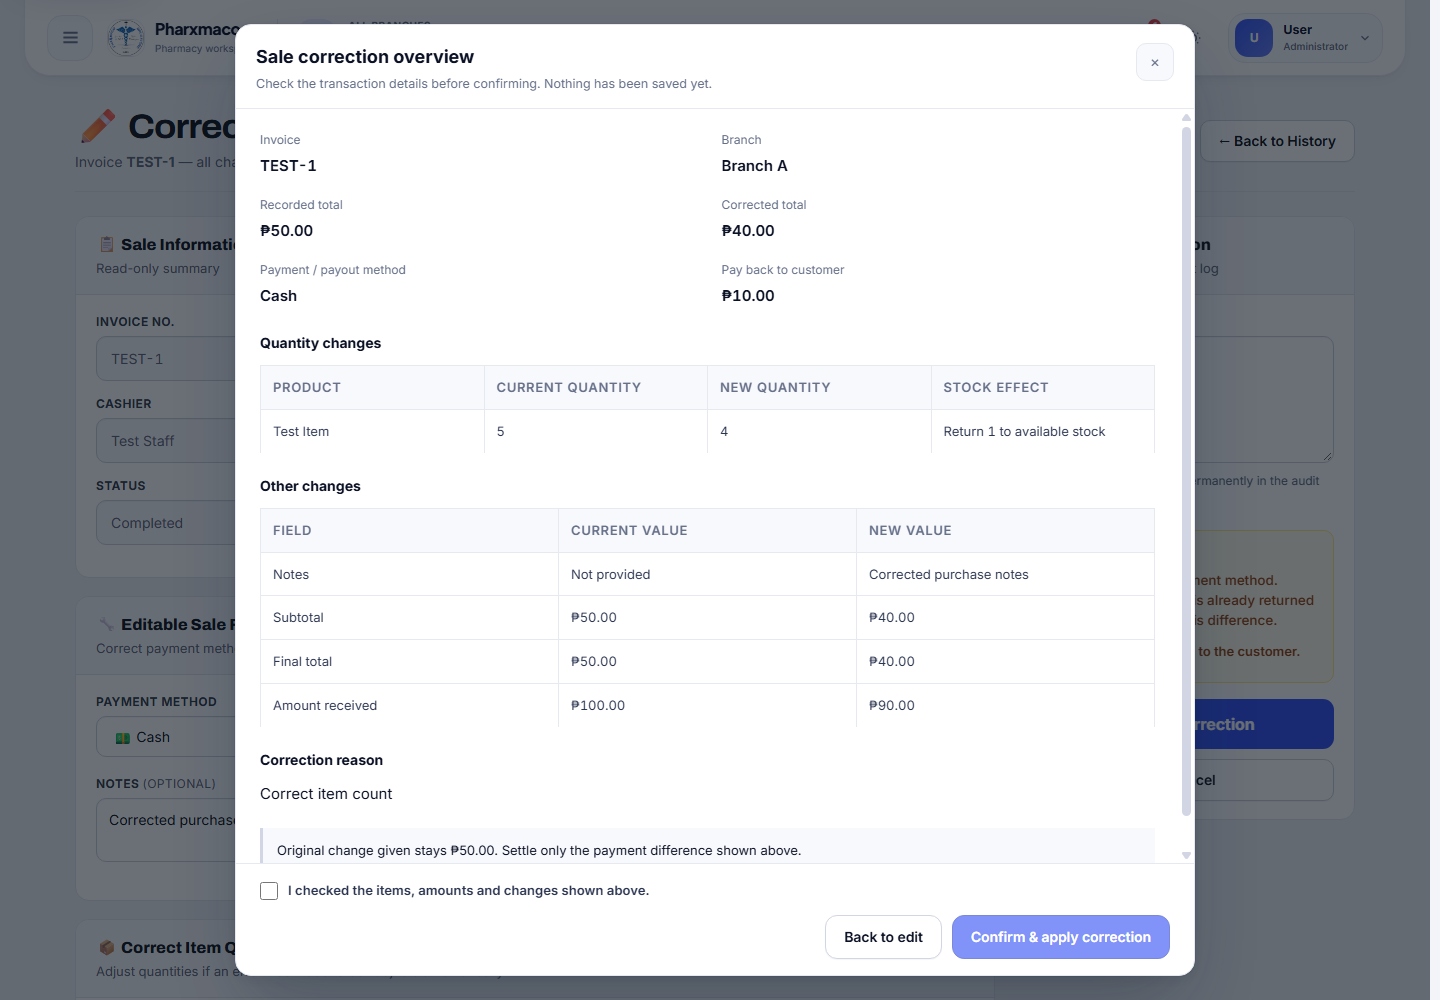 Pharxmacc
Pharmacy works
ALL BRANCHES
U
User
Administrator
Sale correction overview
Check the transaction details before confirming. Nothing has been saved yet.
×
Correc
Invoice TEST-1 — all cha
← Back to History
Invoice
TEST-1
Branch
Branch A
Recorded total
₱50.00
Corrected total
₱40.00
Payment / payout method
Cash
Pay back to customer
₱10.00
Quantity changes
PRODUCT
CURRENT QUANTITY
NEW QUANTITY
STOCK EFFECT
Test Item
5
4
Return 1 to available stock
Other changes
FIELD
CURRENT VALUE
NEW VALUE
Notes
Not provided
Corrected purchase notes
Subtotal
₱50.00
₱40.00
Final total
₱50.00
₱40.00
Amount received
₱100.00
₱90.00
Correction reason
Correct item count
Original change given stays ₱50.00. Settle only the payment difference shown above.
I checked the items, amounts and changes shown above.
Back to edit
Confirm & apply correction
Sale Informati
Read-only summary
INVOICE NO.
TEST-1
CASHIER
Test Staff
STATUS
Completed
Editable Sale F
Correct payment meth
PAYMENT METHOD
Cash
NOTES (OPTIONAL)
Corrected purchase
Correct Item Q
Adjust quantities if an e
on
log
rmanently in the audit
nent method.
s already returned
is difference.
to the customer.
rrection
cel